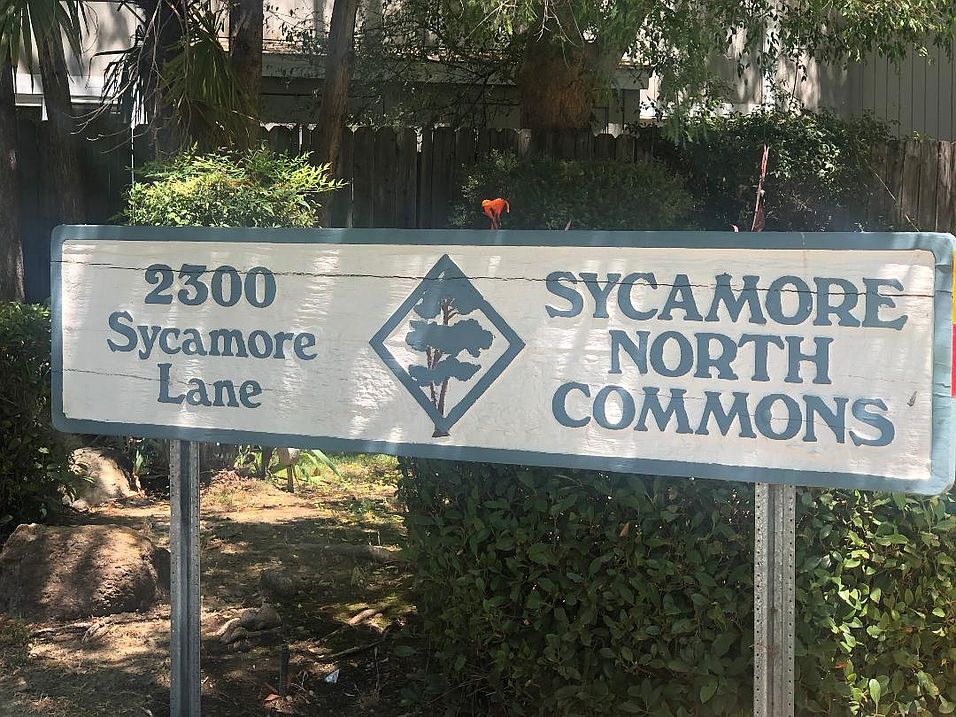 2300
Sycamore
Lane
SYCAMORE
NORTH
COMMONS